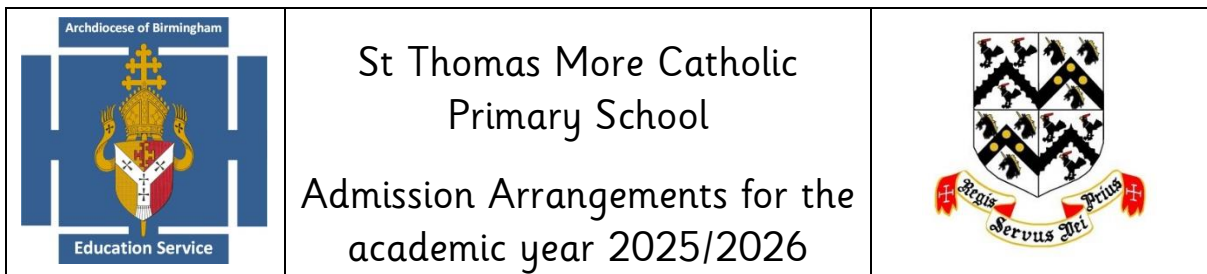 Archdiocese of Birmingham
Education Service
St Thomas More Catholic
Primary School
Admission Arrangements for the
academic year 2025/2026
Regis
Servus Dei
Prius